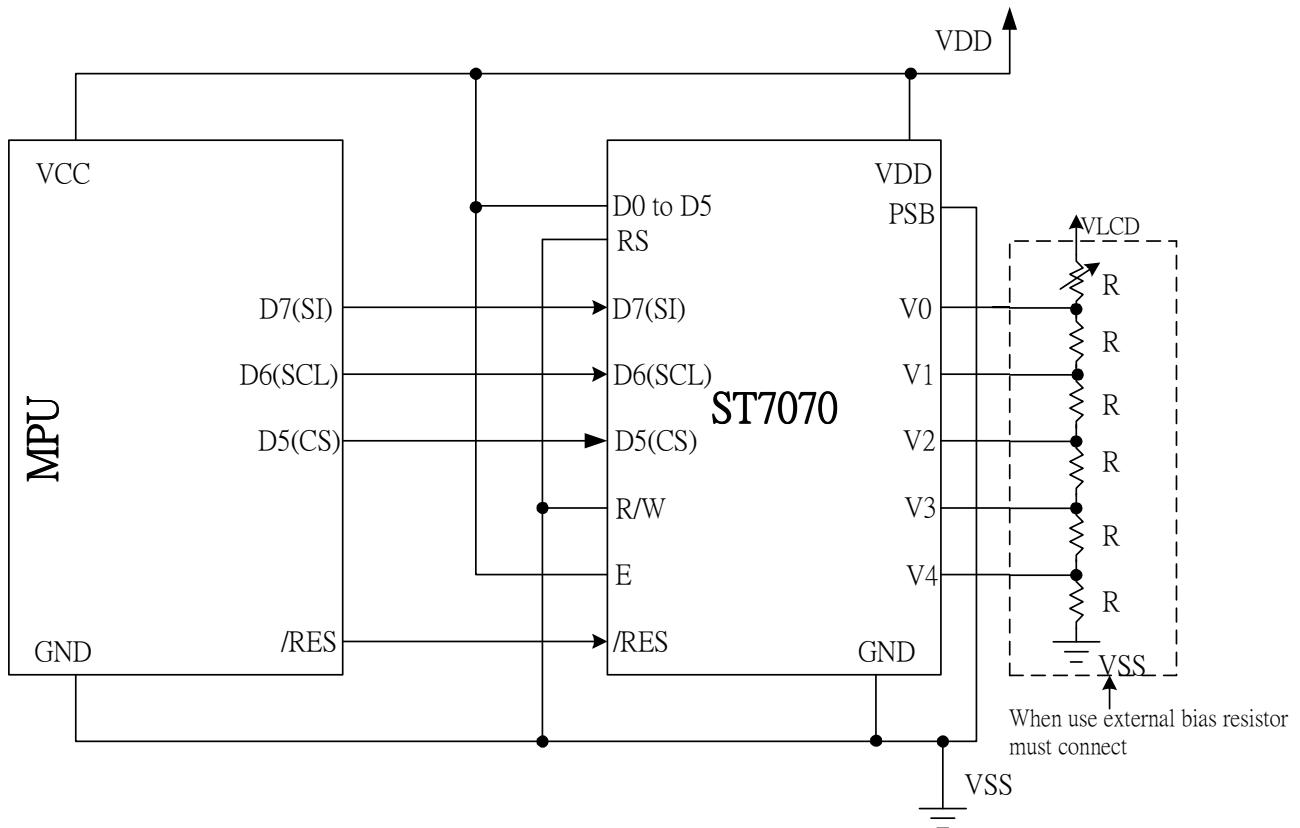 VDD
VCC
VDD
D0 to D5
PSB
RS
VLCD
R
D7(SI)
D7(SI)
V0
R
D6(SCL)
D6(SCL)
V1
ST7070
R
MPU
D5(CS)
D5(CS)
V2
R
R/W
V3
R
E
V4
R
GND
/RES
/RES
GND
VSS
When use external bias resistor
must connect
VSS